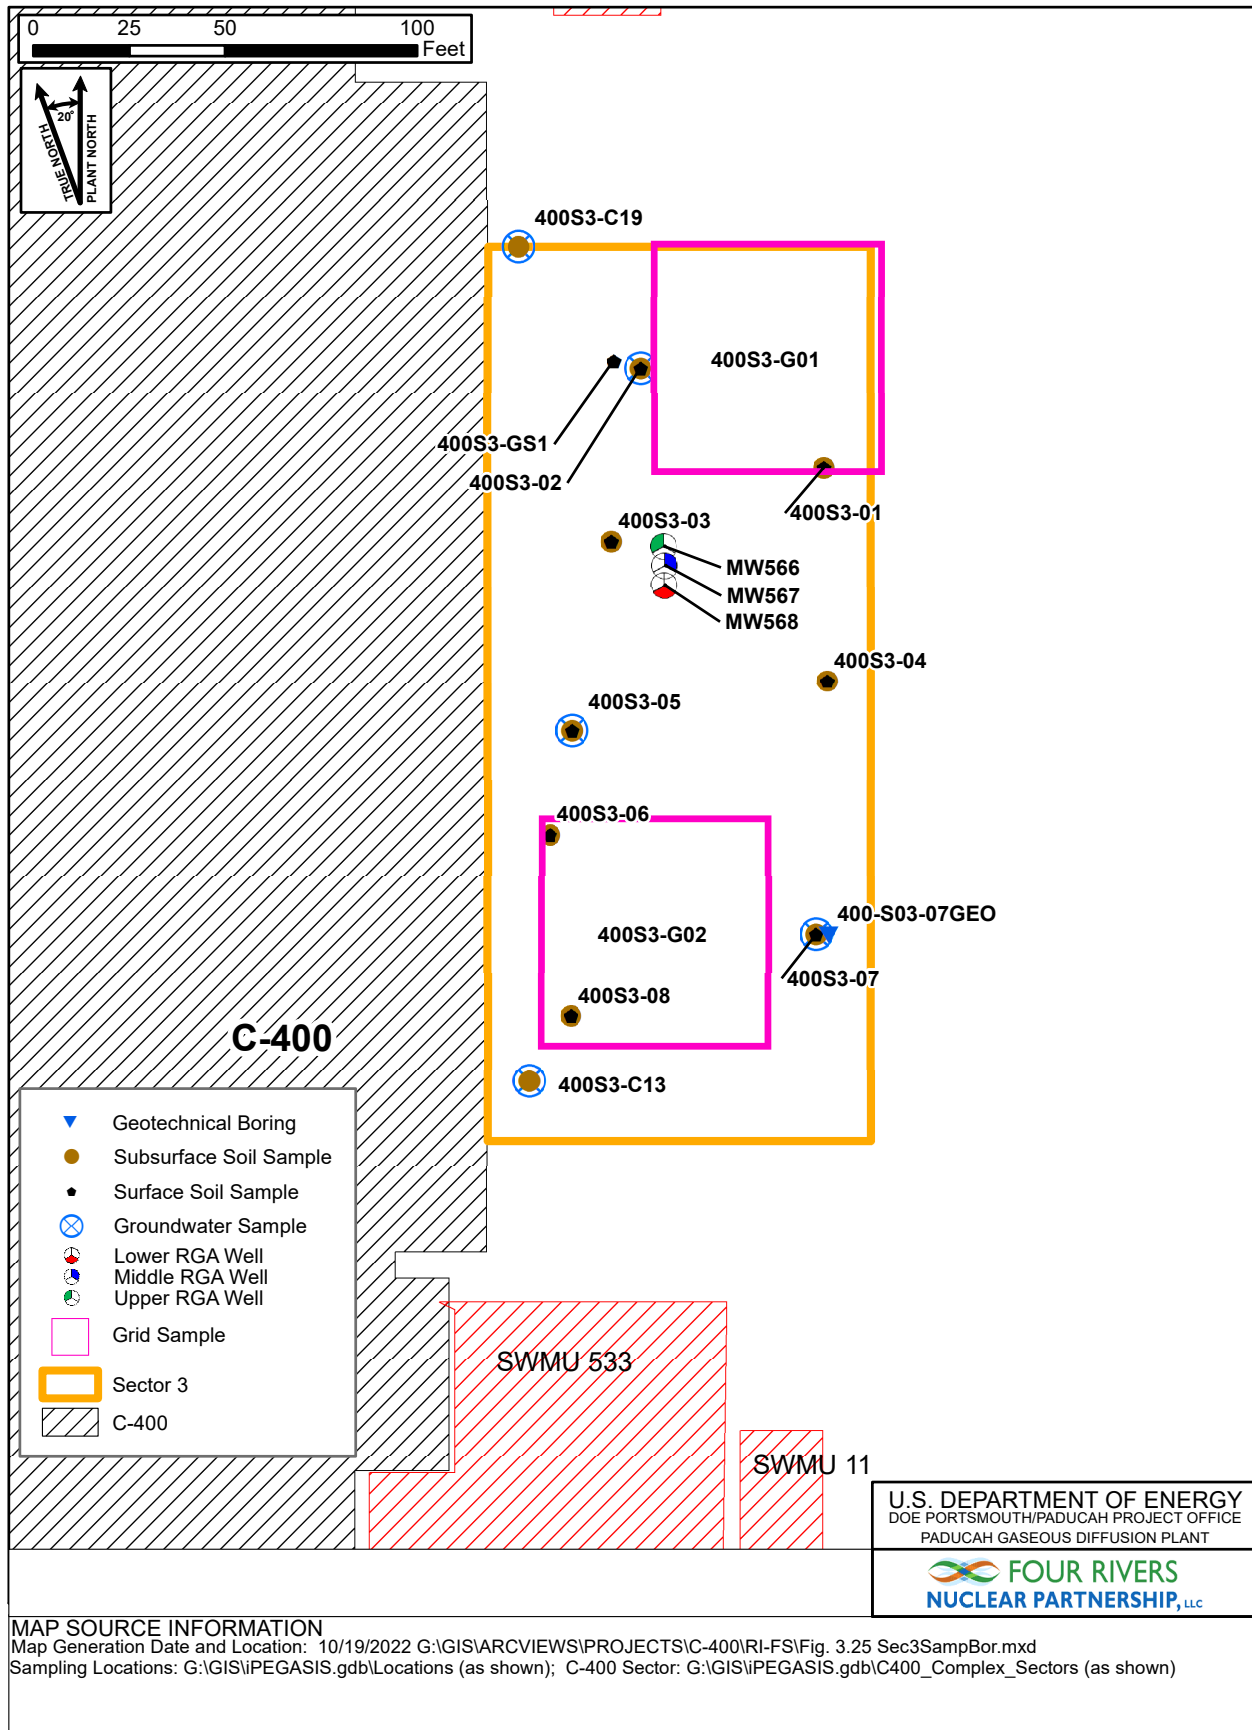 0 25 50 100
Feet
20°
TRUE NORTH
PLANT NORTH
400S3-C19
400S3-G01
400S3-GS1
400S3-02
400S3-01
400S3-03
MW566
MW567
MW568
400S3-04
400S3-05
400S3-06
400-S03-07GEO
400S3-G02
400S3-07
400S3-08
C-400
400S3-C13
Geotechnical Boring
Subsurface Soil Sample
Surface Soil Sample
Groundwater Sample
Lower RGA Well
Middle RGA Well
Upper RGA Well
Grid Sample
Sector 3
C-400
SWMU 533
SWMU 11
U.S. DEPARTMENT OF ENERGY
DOE PORTSMOUTH/PADUCAH PROJECT OFFICE
PADUCAH GASEOUS DIFFUSION PLANT
FOUR RIVERS
NUCLEAR PARTNERSHIP, LLC
MAP SOURCE INFORMATION
Map Generation Date and Location: 10/19/2022 G:\GIS\ARCVIEWS\PROJECTS\C-400\RI-FS\Fig. 3.25 Sec3SampBor.mxd
Sampling Locations: G:\GIS\iPEGASIS.gdb\Locations (as shown); C-400 Sector: G:\GIS\iPEGASIS.gdb\C400_Complex_Sectors (as shown)